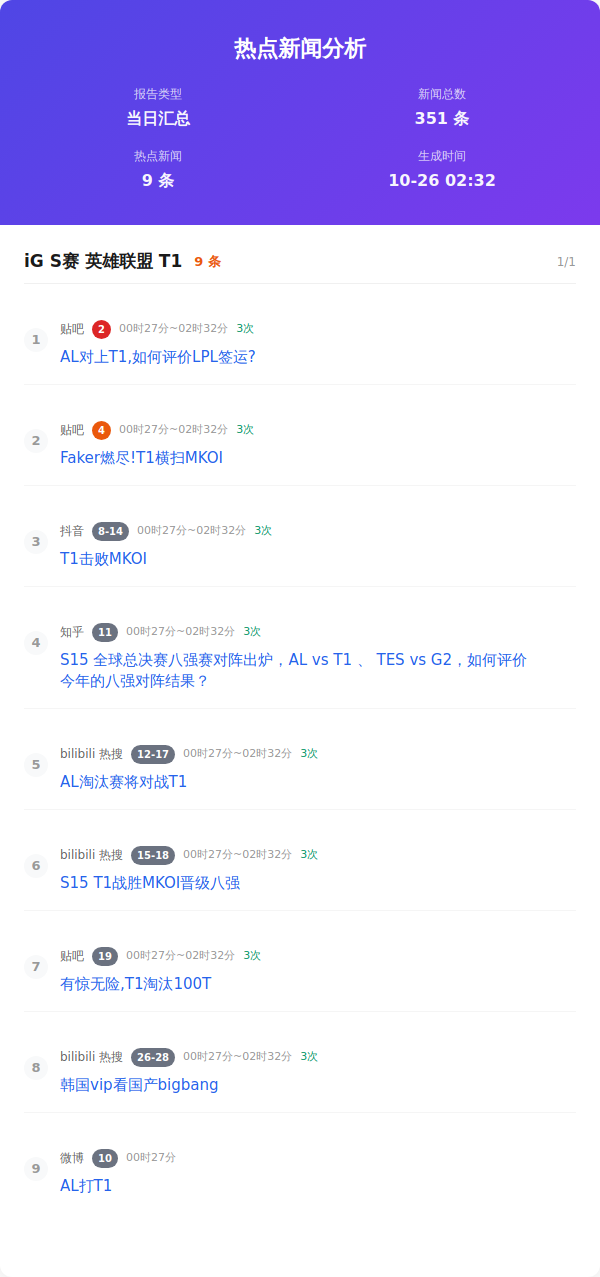 热点新闻分析
报告类型
当日汇总
新闻总数
351 条
热点新闻
9 条
生成时间
10-26 02:32
iG S赛 英雄联盟 T1 9 条 1/1
1
贴吧 2 00时27分~02时32分 3次
AL对上T1,如何评价LPL签运?
2
贴吧 4 00时27分~02时32分 3次
Faker燃尽!T1横扫MKOI
3
抖音 8-14 00时27分~02时32分 3次
T1击败MKOI
4
知乎 11 00时27分~02时32分 3次
S15 全球总决赛八强赛对阵出炉，AL vs T1 、 TES vs G2，如何评价
今年的八强对阵结果？
5
bilibili 热搜 12-17 00时27分~02时32分 3次
AL淘汰赛将对战T1
6
bilibili 热搜 15-18 00时27分~02时32分 3次
S15 T1战胜MKOI晋级八强
7
贴吧 19 00时27分~02时32分 3次
有惊无险,T1淘汰100T
8
bilibili 热搜 26-28 00时27分~02时32分 3次
韩国vip看国产bigbang
9
微博 10 00时27分
AL打T1